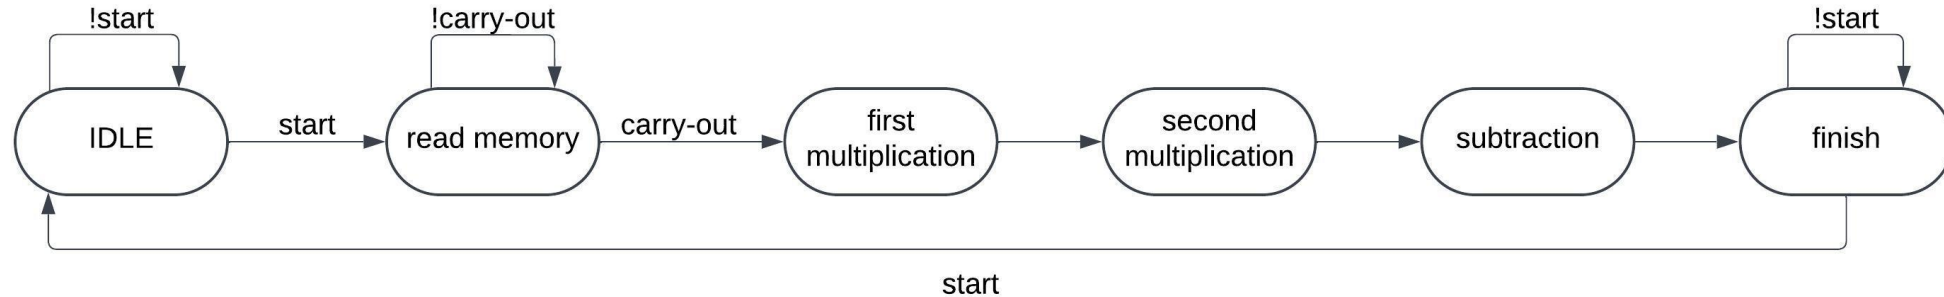 !start
!carry-out
!start
IDLE
start
read memory
carry-out
first
multiplication
second
multiplication
subtraction
finish
start